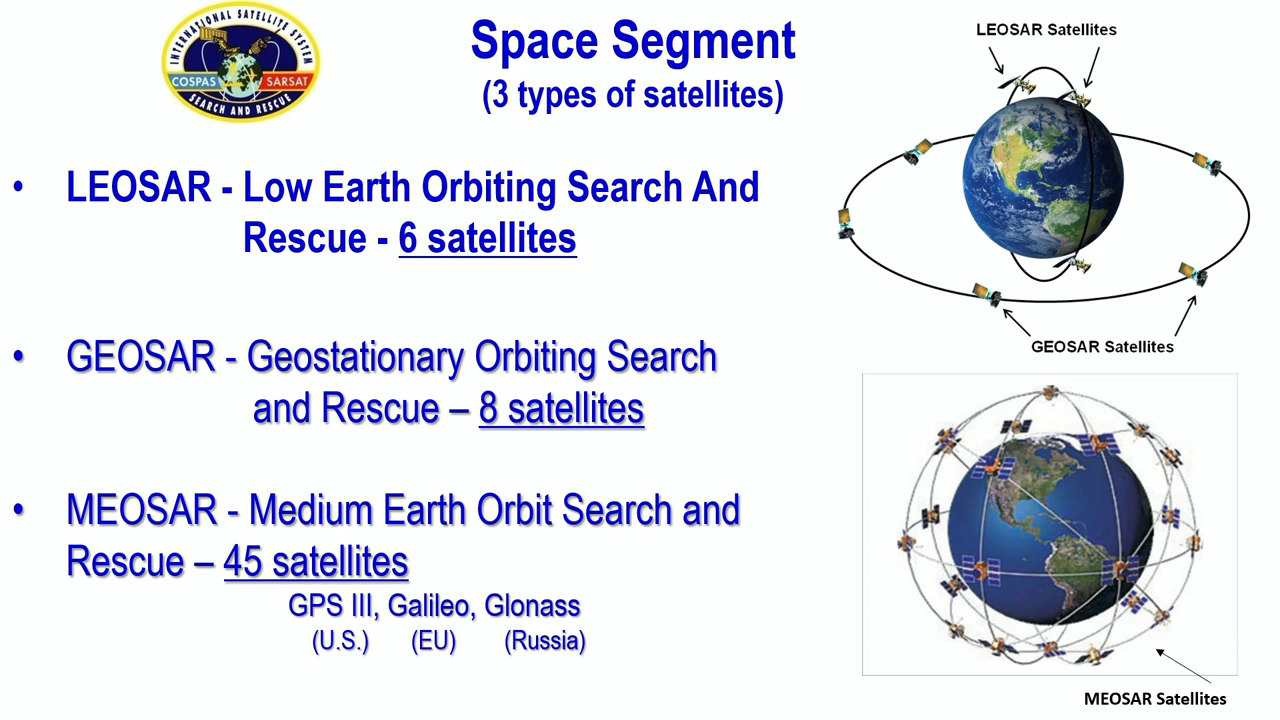 INTERNATIONAL SATELLITE SYSTEM
COSPAS SARSAT
SEARCH AND RESCUE
Space Segment
(3 types of satellites)
LEOSAR Satellites
• LEOSAR - Low Earth Orbiting Search And
Rescue - 6 satellites
GEOSAR Satellites
• GEOSAR - Geostationary Orbiting Search
and Rescue – 8 satellites
• MEOSAR - Medium Earth Orbit Search and
Rescue – 45 satellites
GPS III, Galileo, Glonass
(U.S.) (EU) (Russia)
MEOSAR Satellites